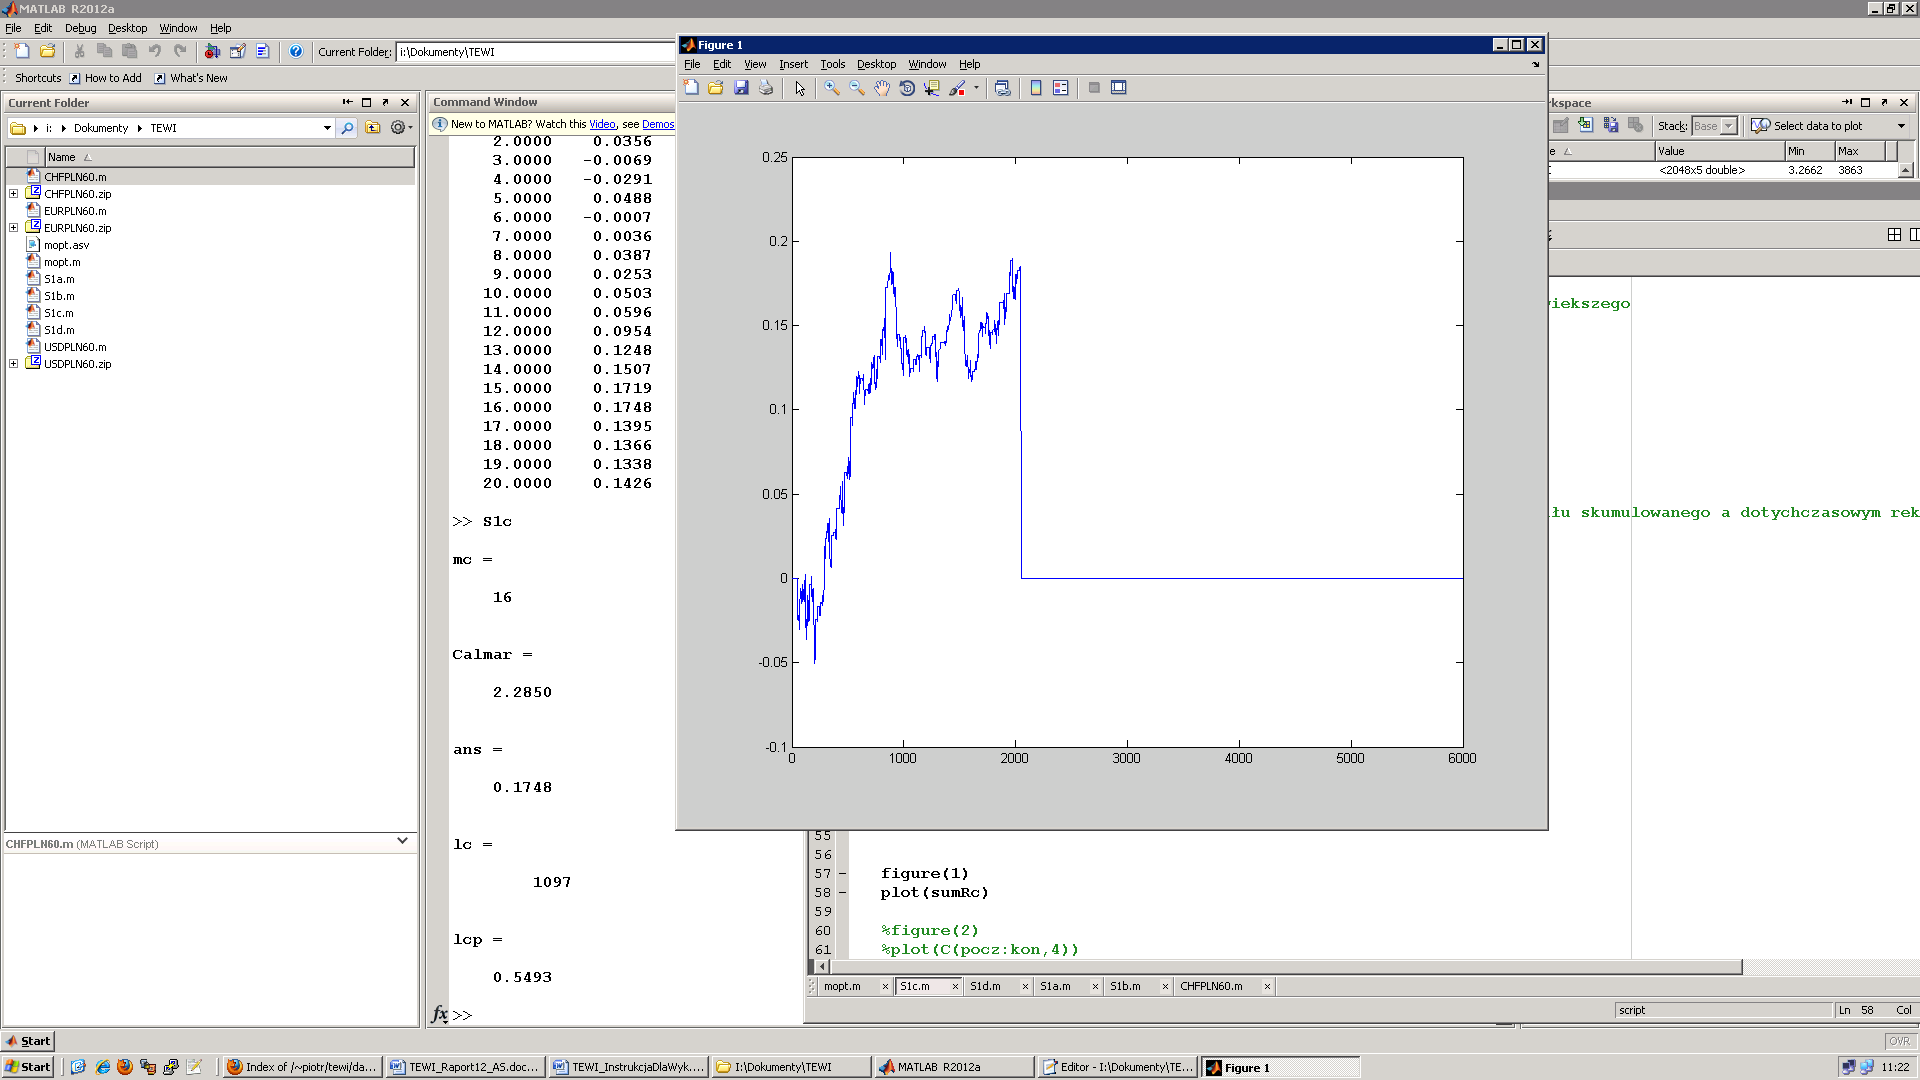 MATLAB R2012a
File Edit Debug Desktop Window Help
Current Folder: i:\Dokumenty\TEWI
Shortcuts How to Add What's New
Current Folder
i: Dokumenty TEWI
Name
CHFPLN60.m
CHFPLN60.zip
EURPLN60.m
EURPLN60.zip
mopt.asv
mopt.m
S1a.m
S1b.m
S1c.m
S1d.m
USDPLN60.m
USDPLN60.zip
CHFPLN60.m (MATLAB Script)
Command Window
New to MATLAB? Watch this Video, see Demos
2.0000 0.0356
3.0000 -0.0069
4.0000 -0.0291
5.0000 0.0488
6.0000 -0.0007
7.0000 0.0036
8.0000 0.0387
9.0000 0.0253
10.0000 0.0503
11.0000 0.0596
12.0000 0.0954
13.0000 0.1248
14.0000 0.1507
15.0000 0.1719
16.0000 0.1748
17.0000 0.1395
18.0000 0.1366
19.0000 0.1338
20.0000 0.1426
>> S1c
mc =
16
Calmar =
2.2850
ans =
0.1748
lc =
1097
lcp =
0.5493
fx >>
Figure 1
File Edit View Insert Tools Desktop Window Help
0.25
0.2
0.15
0.1
0.05
0
-0.05
-0.1
0 1000 2000 3000 4000 5000 6000
rkspace
Stack: Base Select data to plot
e Value Min Max
<2048x5 double> 3.2662 3863
iekszego
łu skumulowanego a dotychczasowym rek
55
56
57 figure(1)
58 plot(sumRc)
59
60 %figure(2)
61 %plot(C(pocz:kon,4))
mopt.m S1c.m S1d.m S1a.m S1b.m CHFPLN60.m
script Ln 58 Col
Start OVR
Start Index of /~piotr/tewi/da... TEWI_Raport12_AS.doc... TEWI_InstrukcjaDlaWyk... I:\Dokumenty\TEWI MATLAB R2012a Editor - I:\Dokumenty\TE... Figure 1 11:22